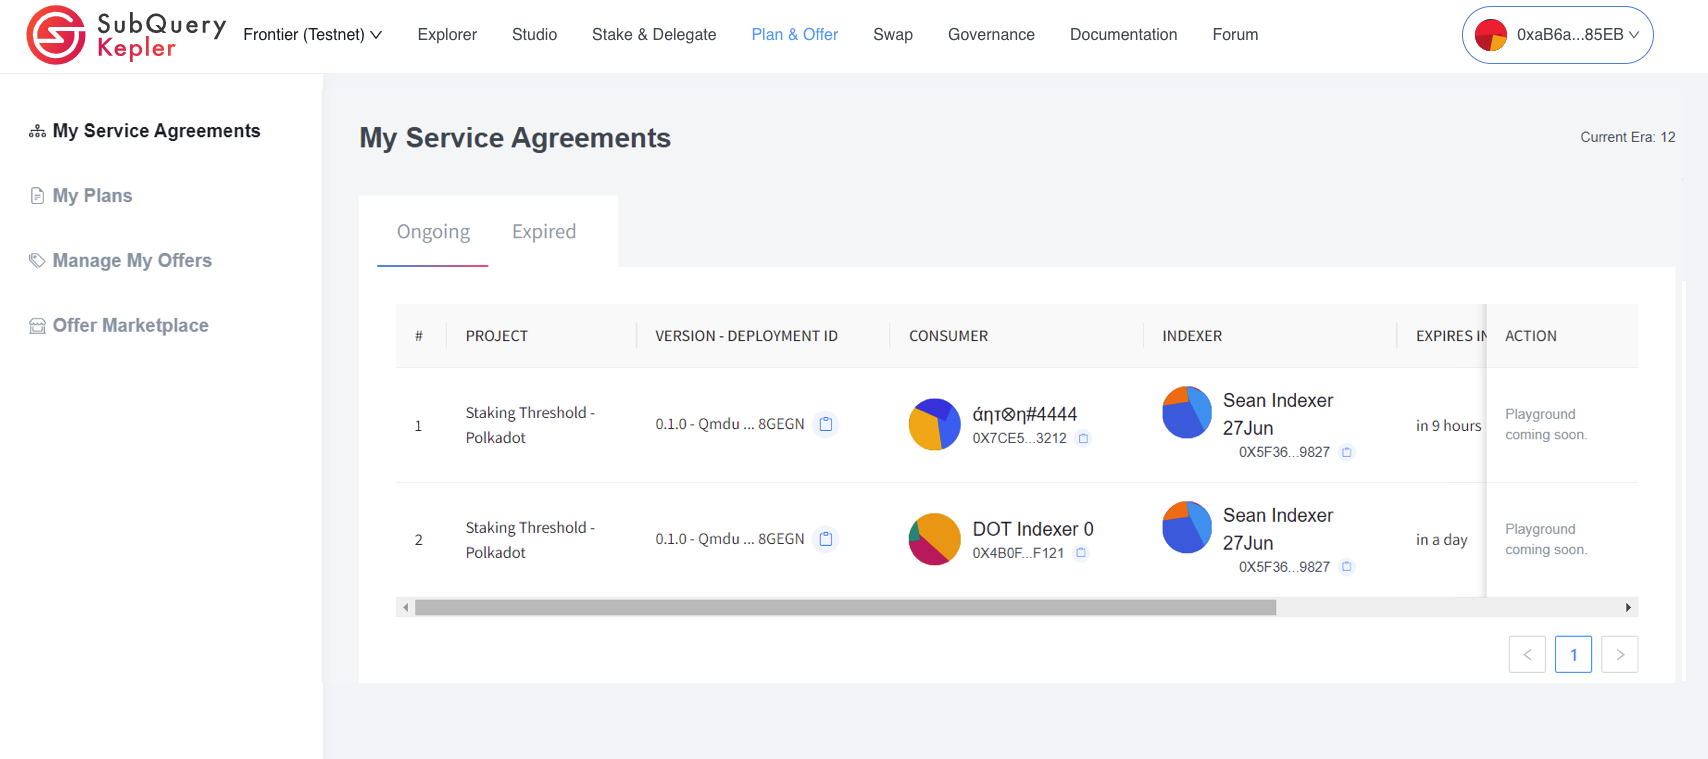 SubQuery
Kepler
Frontier (Testnet) Explorer Studio Stake & Delegate Plan & Offer Swap Governance Documentation Forum 0xaB6a...85EB
My Service Agreements
My Plans
Manage My Offers
Offer Marketplace
My Service Agreements
Current Era: 12
Ongoing Expired
# PROJECT VERSION - DEPLOYMENT ID CONSUMER INDEXER EXPIRES IN ACTION
1
Staking Threshold -
Polkadot
0.1.0 - Qmdu ... 8GEGN
άητ⊗η#4444
0X7CE5...3212
Sean Indexer
27Jun
0X5F36...9827
in 9 hours
Playground
coming soon.
2
Staking Threshold -
Polkadot
0.1.0 - Qmdu ... 8GEGN
DOT Indexer 0
0X4B0F...F121
Sean Indexer
27Jun
0X5F36...9827
in a day
Playground
coming soon.
< 1 >